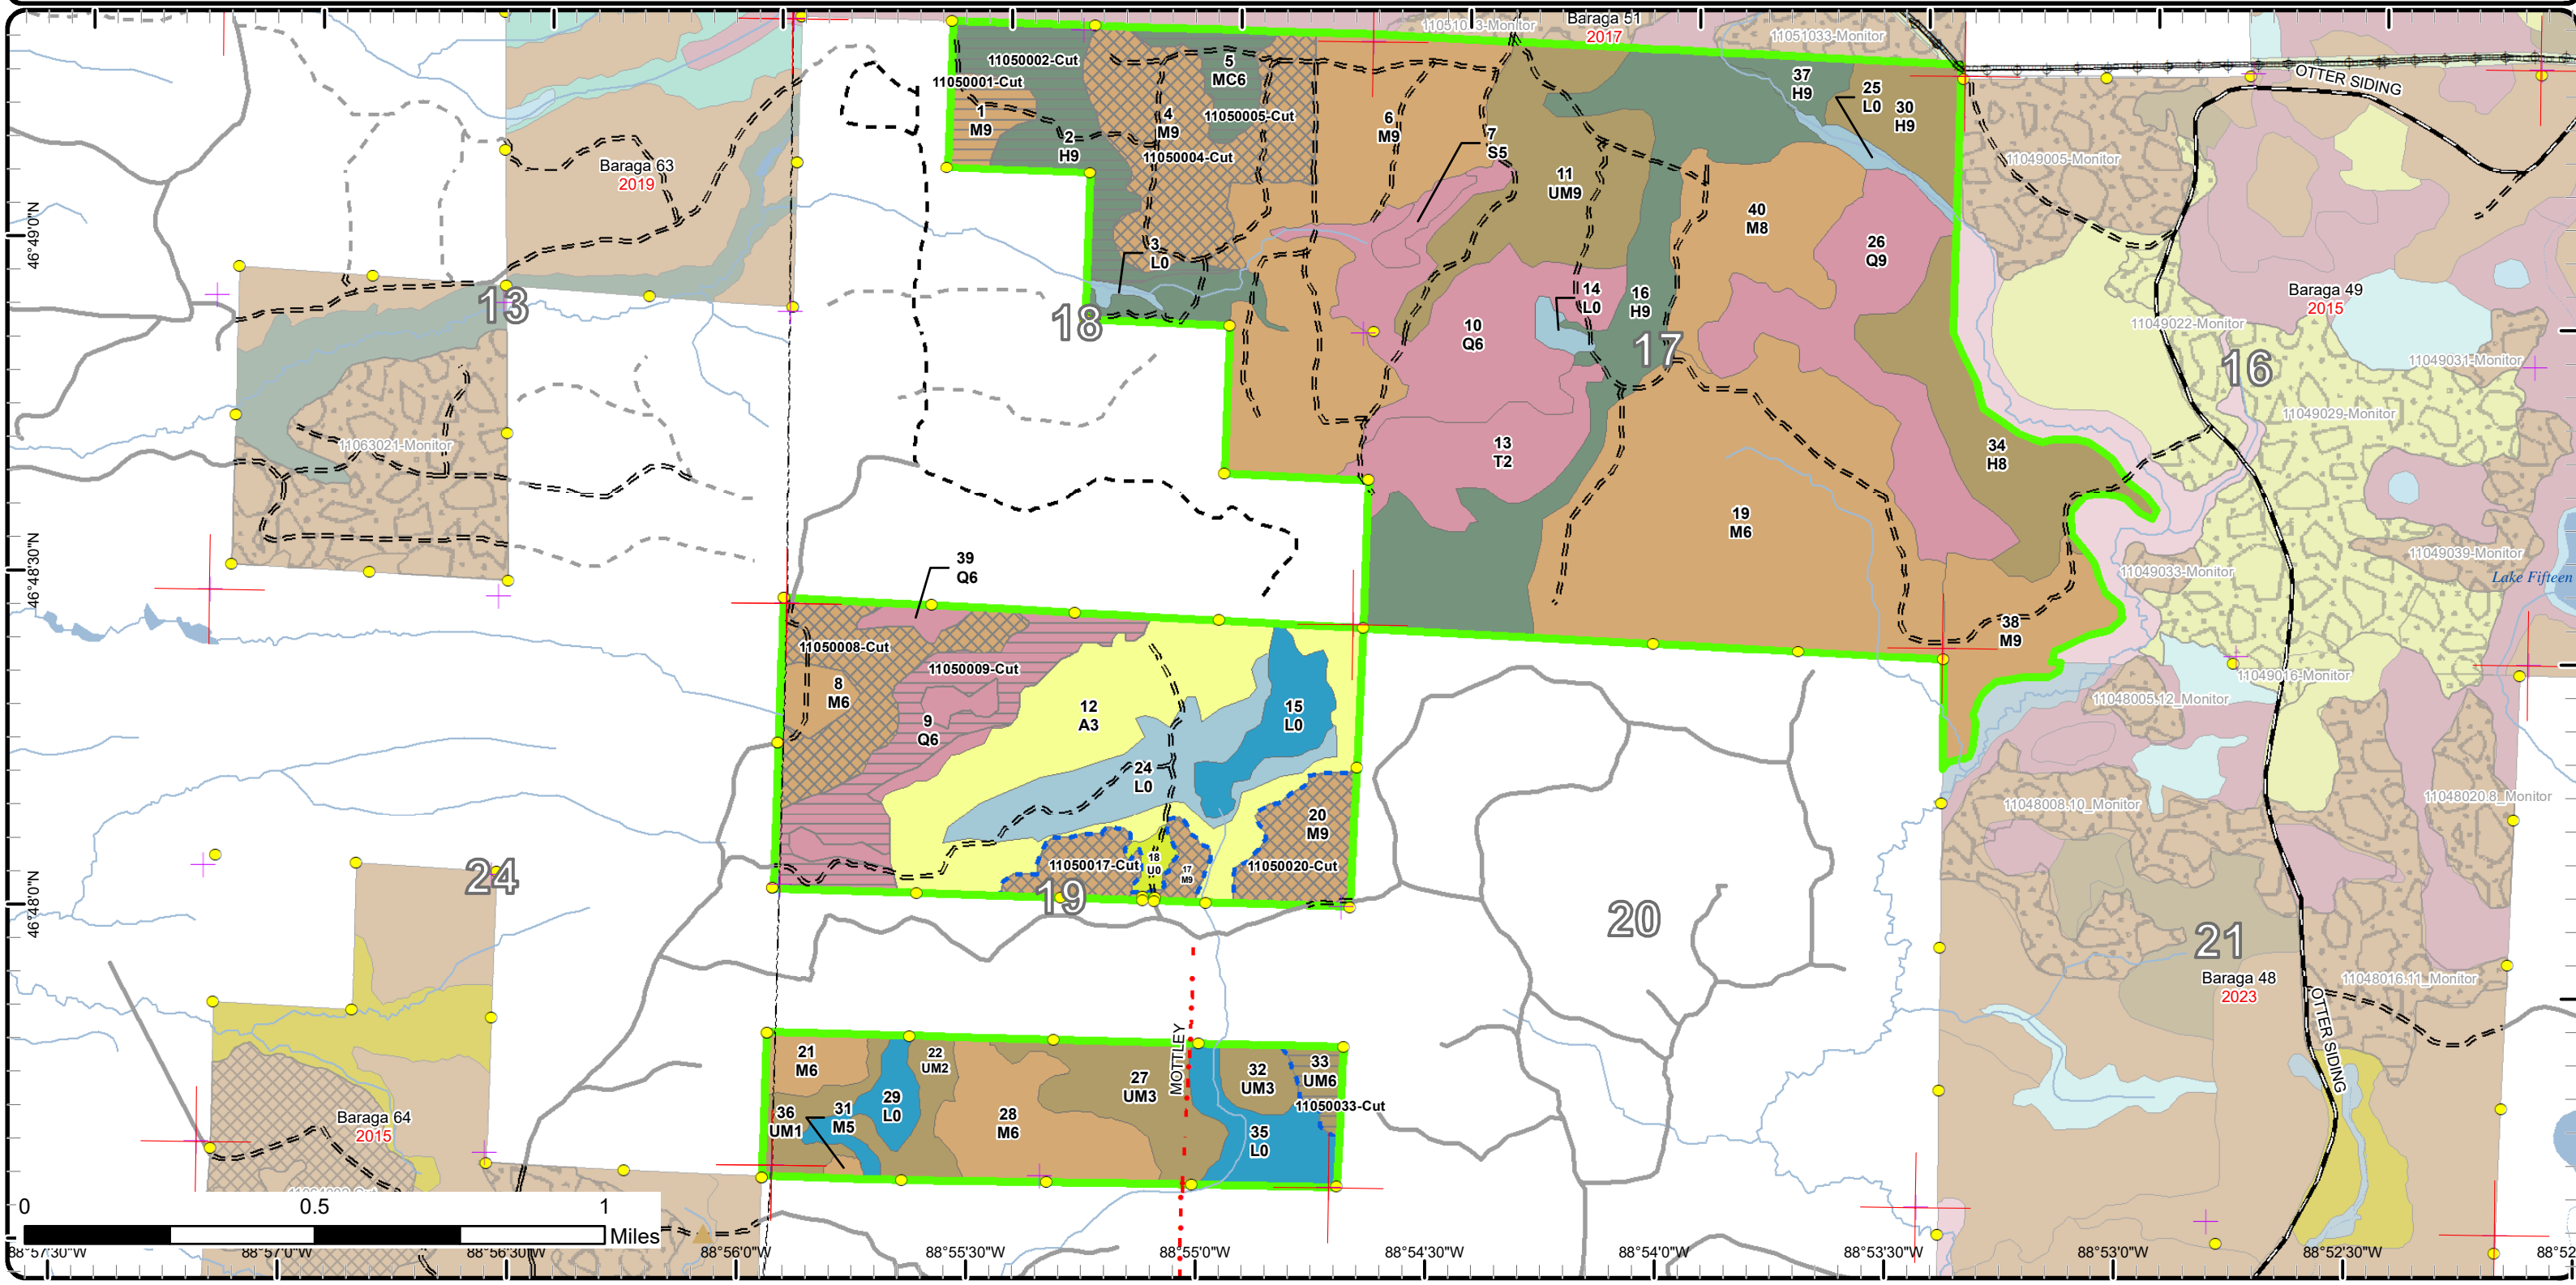 11051013-Monitor
Baraga 51
2017
11051033-Monitor
OTTER SIDING
11050002-Cut
11050001-Cut
1
M9
2
H9
4
M9
11050004-Cut
5
MC6
11050005-Cut
6
M9
7
S5
37
H9
25
L0
30
H9
11049005-Monitor
Baraga 63
2019
11
UM9
40
M8
26
Q9
3
L0
13
18
14
L0
16
H9
10
Q6
17
Baraga 49
2015
11049022-Monitor
16
11049031-Monitor
11049029-Monitor
11063021-Monitor
13
T2
34
H8
19
M6
11049039-Monitor
11049033-Monitor
Lake Fifteen
39
Q6
38
M9
11050008-Cut
11050009-Cut
8
M6
9
Q6
12
A3
15
L0
24
L0
11049016-Monitor
11048005.12_Monitor
11048008.10_Monitor
11048020.8_Monitor
20
M9
11050017-Cut
18
U0
17
M9
11050020-Cut
24
19
20
21
Baraga 48
2023
11048016.11_Monitor
OTTER SIDING
MOTTLEY
21
M6
22
UM2
29
L0
31
M5
36
UM1
28
M6
27
UM3
32
UM3
33
UM6
11050033-Cut
35
L0
Baraga 64
2015
0
0.5
1
Miles
46°49'0"N
46°48'30"N
46°48'0"N
88°57'30"W
88°57'0"W
88°56'30"W
88°56'0"W
88°55'30"W
88°55'0"W
88°54'30"W
88°54'0"W
88°53'30"W
88°53'0"W
88°52'30"W